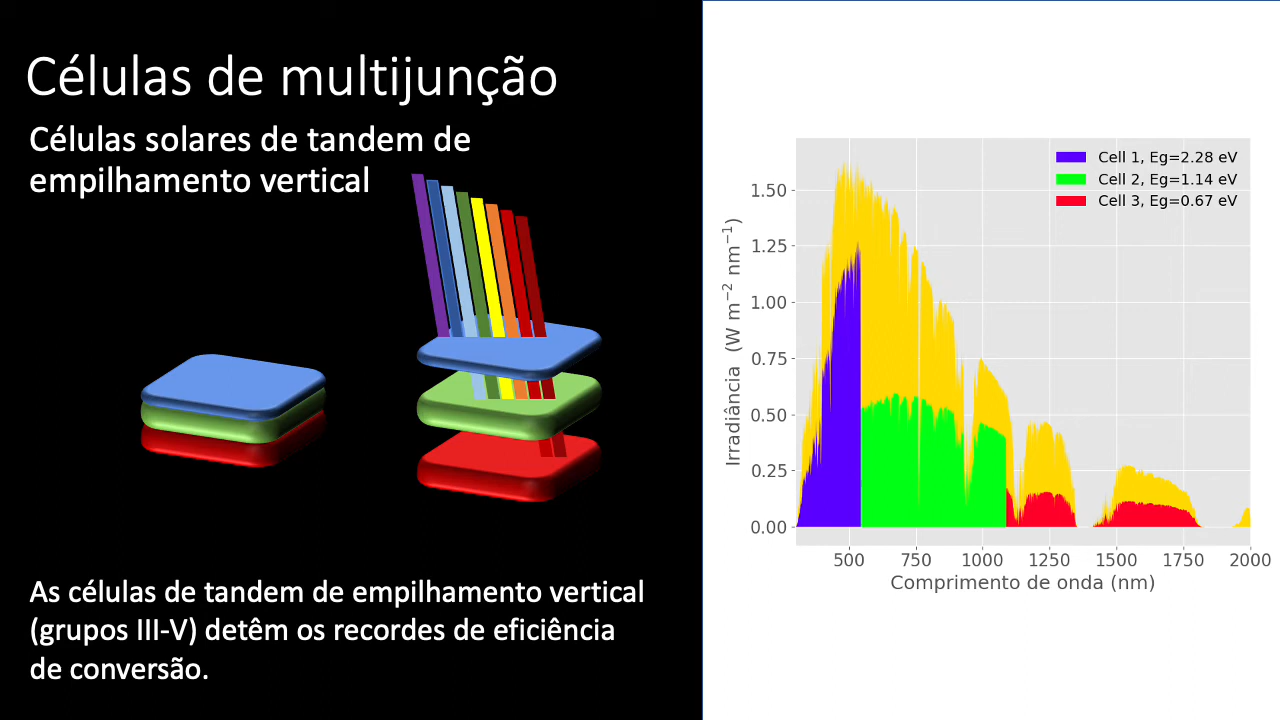 Células de multijunção
Células solares de tandem de
empilhamento vertical
As células de tandem de empilhamento vertical
(grupos III-V) detêm os recordes de eficiência
de conversão.
Cell 1, Eg=2.28 eV
Cell 2, Eg=1.14 eV
Cell 3, Eg=0.67 eV
Irradiância (W m⁻² nm⁻¹)
1.50
1.25
1.00
0.75
0.50
0.25
0.00
500 750 1000 1250 1500 1750 2000
Comprimento de onda (nm)